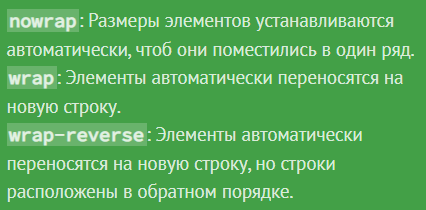 nowrap: Размеры элементов устанавливаются
автоматически, чтоб они поместились в один ряд.
wrap: Элементы автоматически переносятся на
новую строку.
wrap-reverse: Элементы автоматически
переносятся на новую строку, но строки
расположены в обратном порядке.